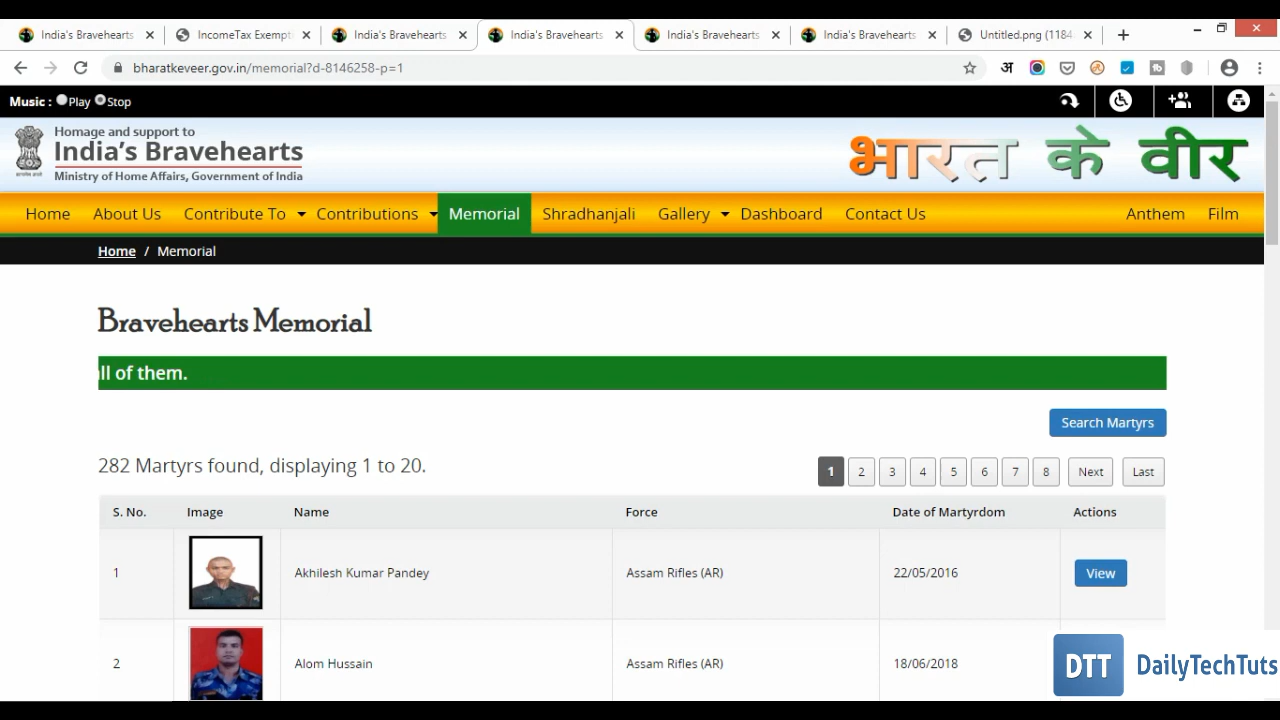 India's Bravehearts
IncomeTax Exempt
India's Bravehearts
India's Bravehearts
India's Bravehearts
India's Bravehearts
Untitled.png (1184
bharatkeveer.gov.in/memorial?d-8146258-p=1
अ
Music : Play Stop
Homage and support to
India's Bravehearts
Ministry of Home Affairs, Government of India
भारत के वीर
Home About Us Contribute To Contributions Memorial Shradhanjali Gallery Dashboard Contact Us Anthem Film
Home / Memorial
Bravehearts Memorial
all of them.
Search Martyrs
282 Martyrs found, displaying 1 to 20.
1 2 3 4 5 6 7 8 Next Last
S. No. Image Name Force Date of Martyrdom Actions
1 Akhilesh Kumar Pandey Assam Rifles (AR) 22/05/2016 View
2 Alom Hussain Assam Rifles (AR) 18/06/2018
DTT DailyTechTuts